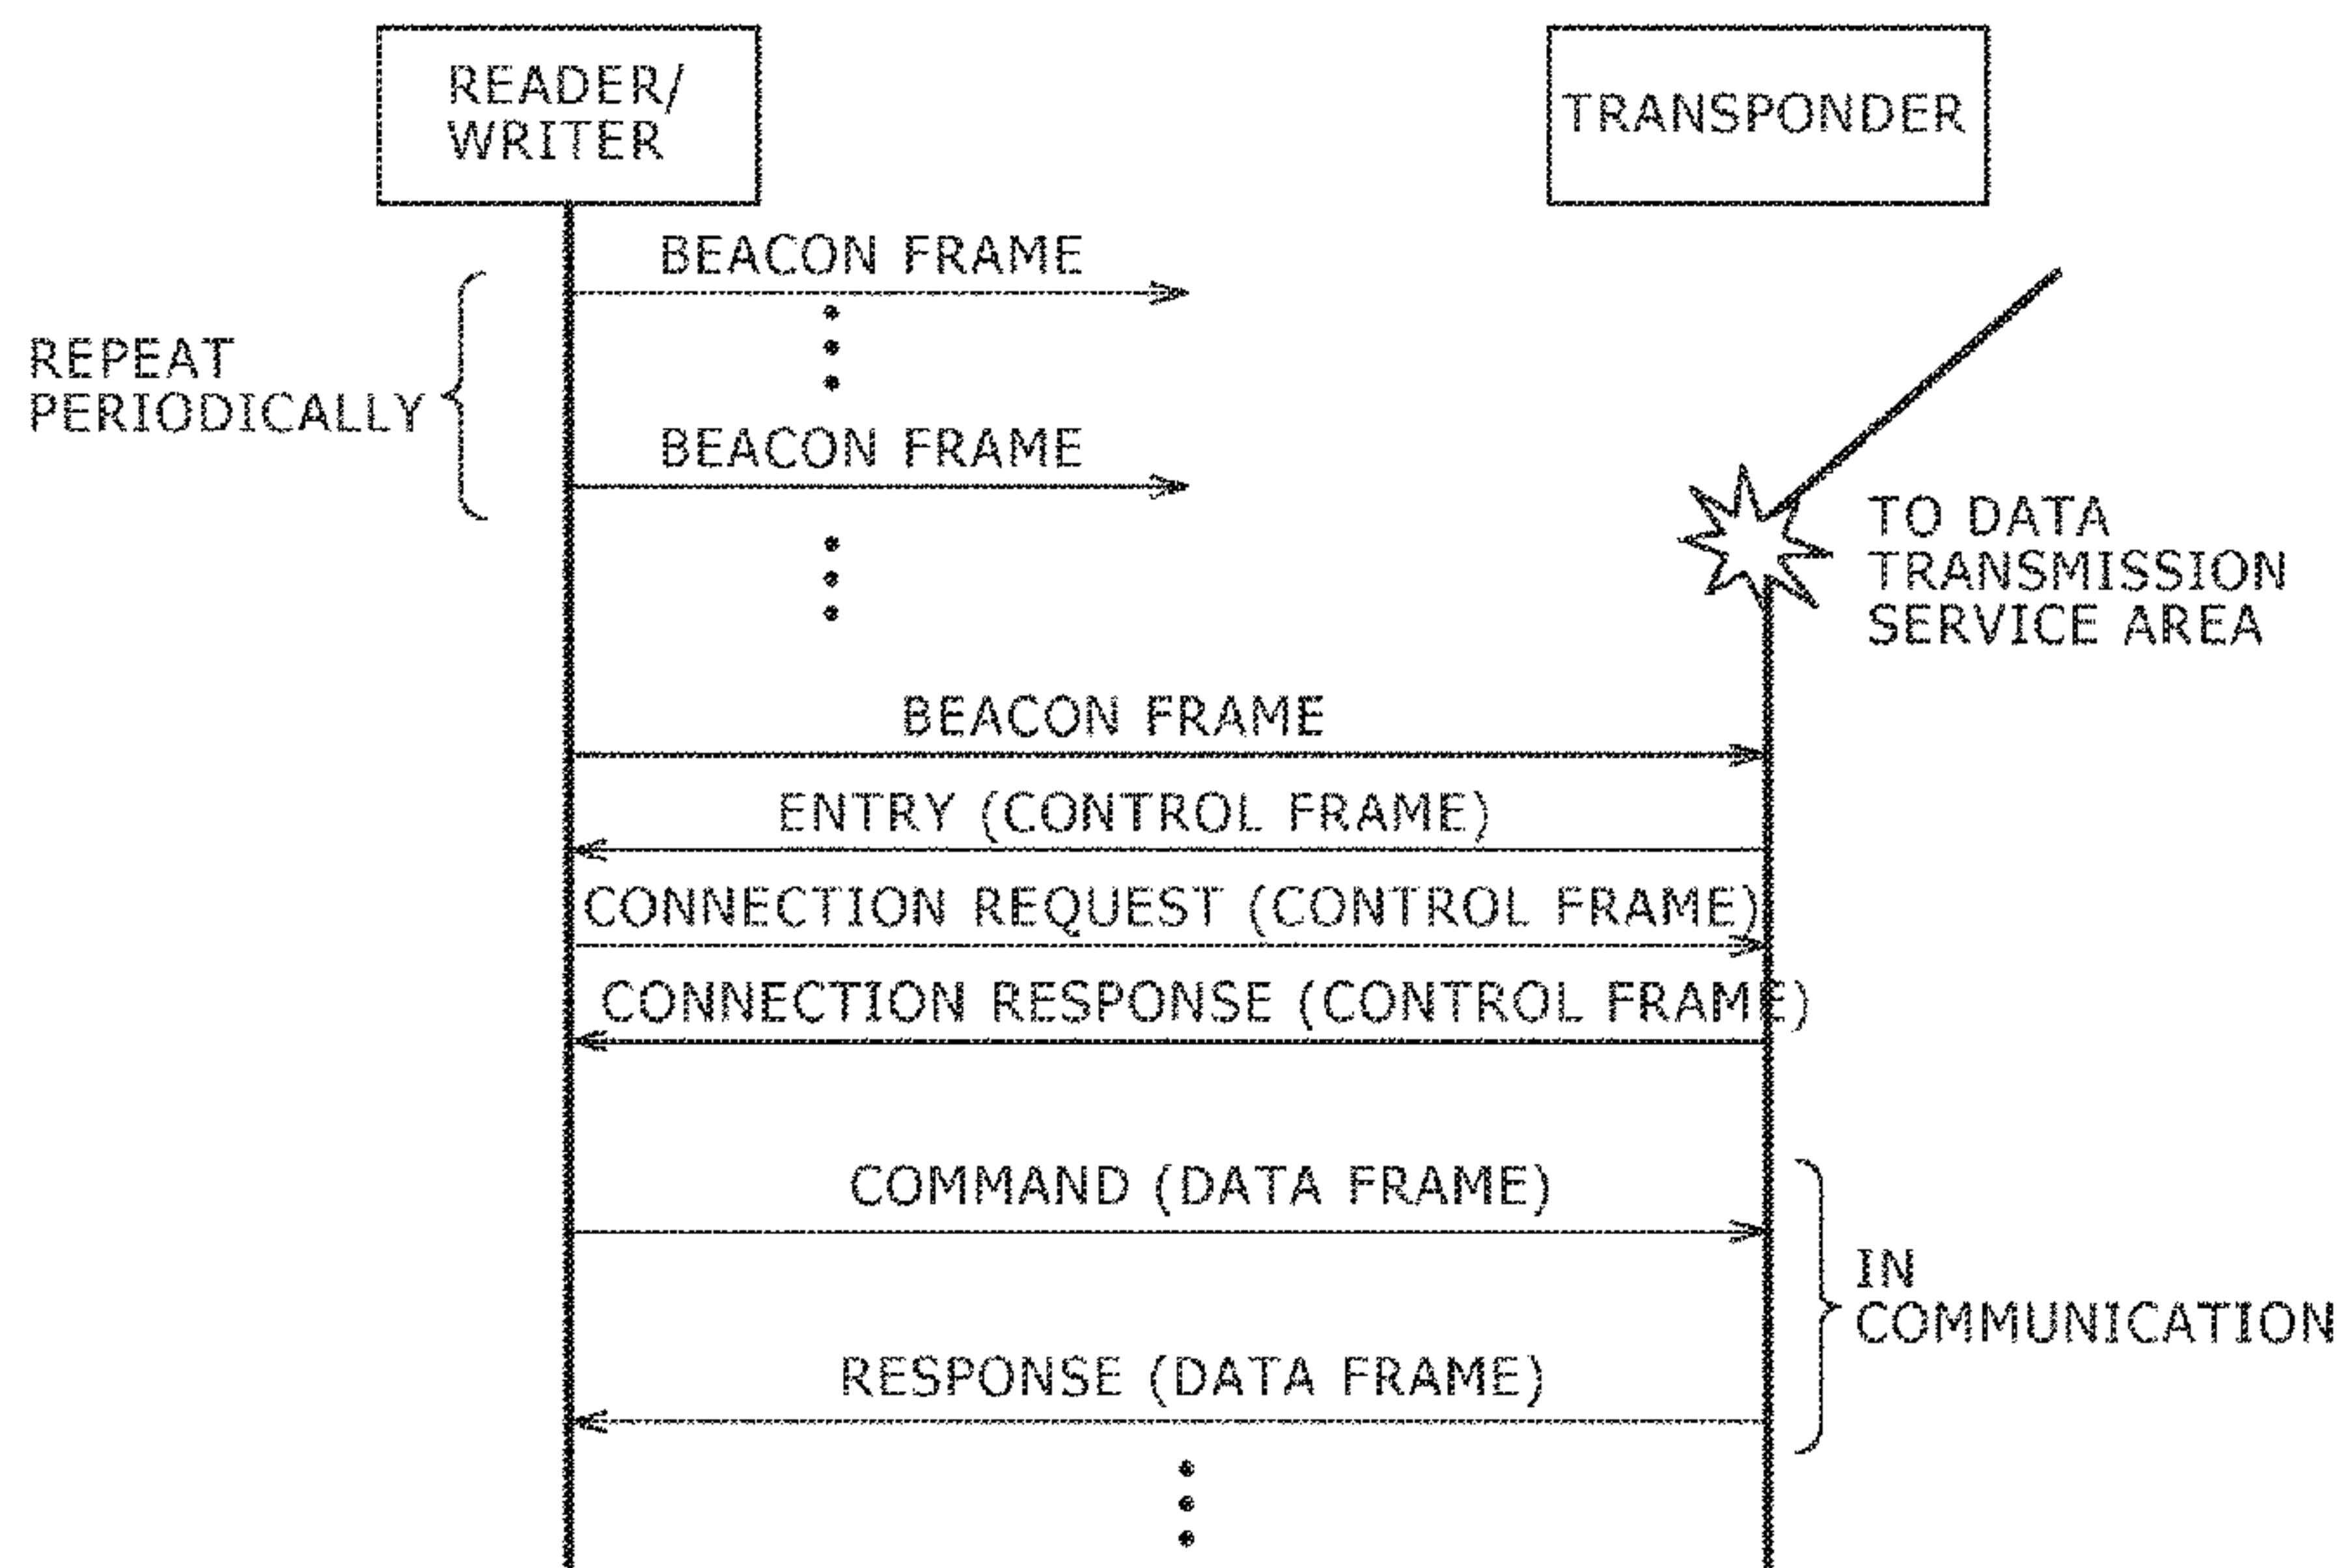 READER/
WRITER
TRANSPONDER
BEACON FRAME
REPEAT
PERIODICALLY
BEACON FRAME
TO DATA
TRANSMISSION
SERVICE AREA
BEACON FRAME
ENTRY (CONTROL FRAME)
CONNECTION REQUEST (CONTROL FRAME)
CONNECTION RESPONSE (CONTROL FRAME)
COMMAND (DATA FRAME)
IN
COMMUNICATION
RESPONSE (DATA FRAME)